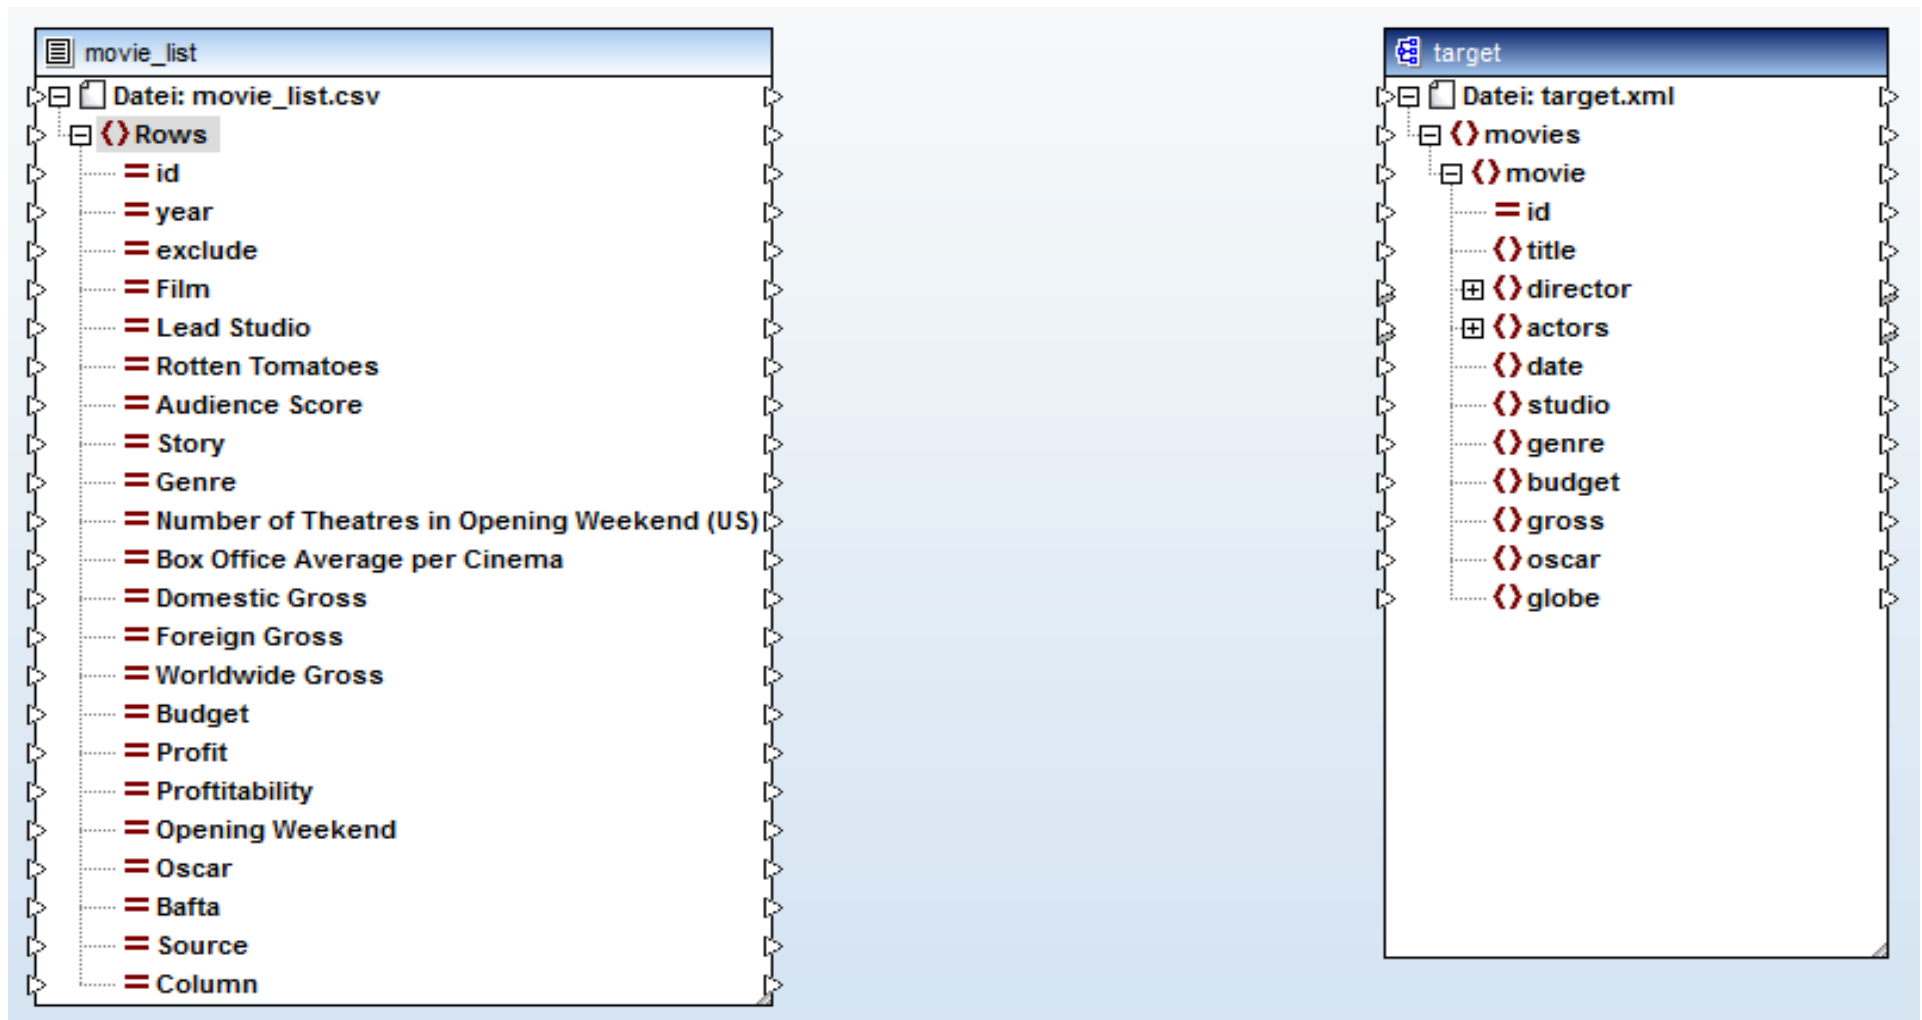 movie_list
Datei: movie_list.csv
Rows
id
year
exclude
Film
Lead Studio
Rotten Tomatoes
Audience Score
Story
Genre
Number of Theatres in Opening Weekend (US)
Box Office Average per Cinema
Domestic Gross
Foreign Gross
Worldwide Gross
Budget
Profit
Proftitability
Opening Weekend
Oscar
Bafta
Source
Column
target
Datei: target.xml
movies
movie
id
title
director
actors
date
studio
genre
budget
gross
oscar
globe